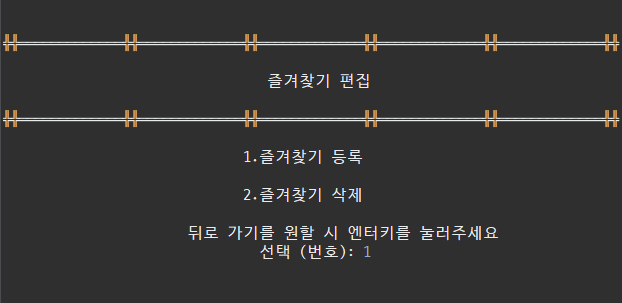 즐겨찾기 편집
1.즐겨찾기 등록
2.즐겨찾기 삭제
뒤로 가기를 원할 시 엔터키를 눌러주세요
선택 (번호): 1